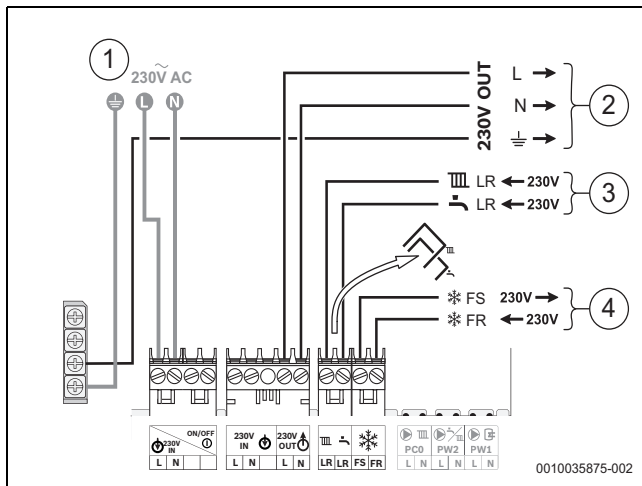 1
230V AC
L N
230V OUT
L
N
2
LR 230V
LR 230V
3
FS 230V
FR 230V
4
230V IN
ON/OFF
L N
230V IN
230V OUT
L N
L N
LR LR FS FR
PC0 PW2 PW1
L N L N L N
0010035875-002